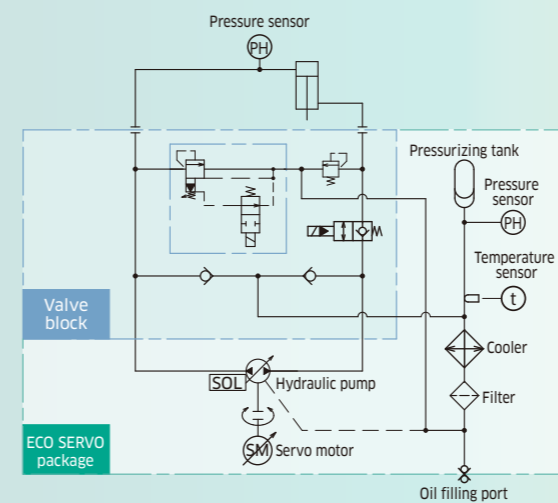 Pressure sensor
PH
Pressurizing tank
Pressure
sensor
PH
Temperature
sensor
t
Valve
block
Cooler
SOL
Hydraulic pump
Filter
ECO SERVO
package
SM
Servo motor
Oil filling port